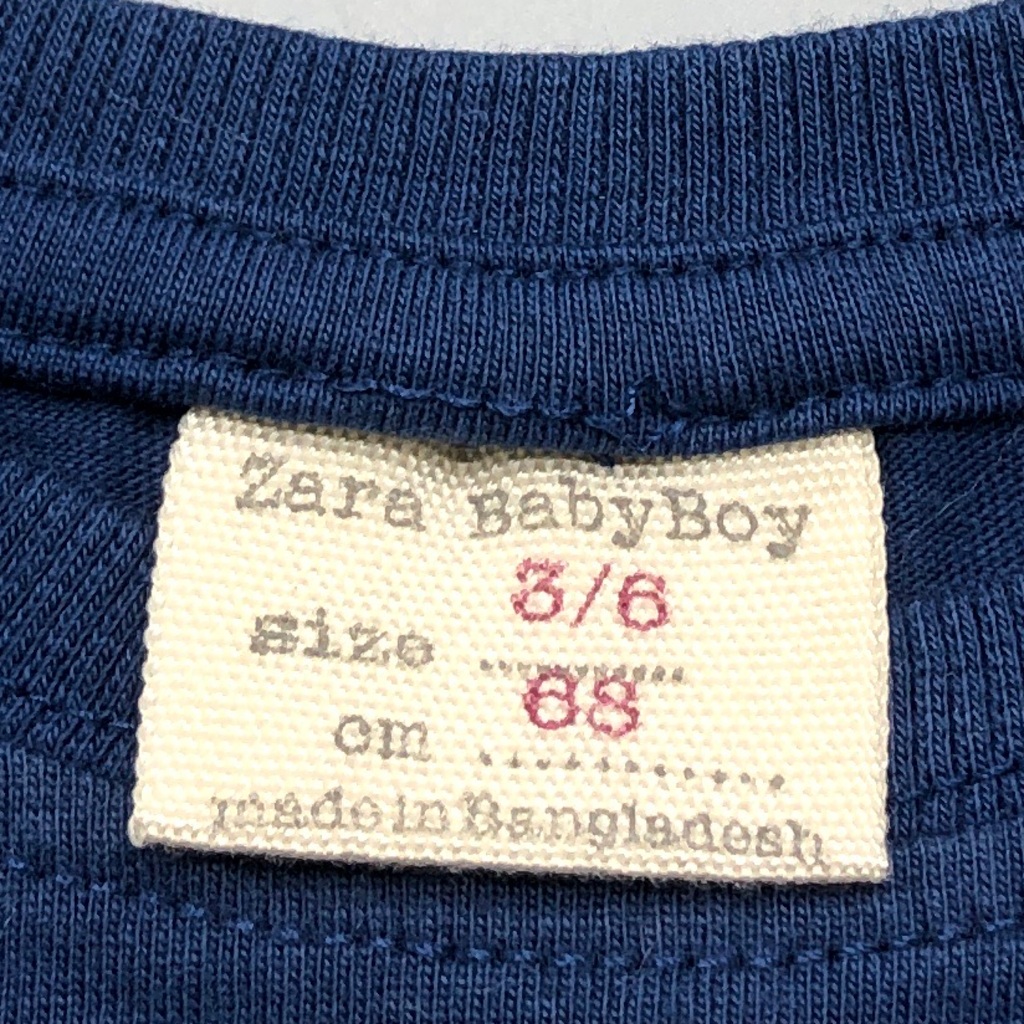 Zara BabyBoy
3/6
size ............
68
cm ............
made in Bangladesh